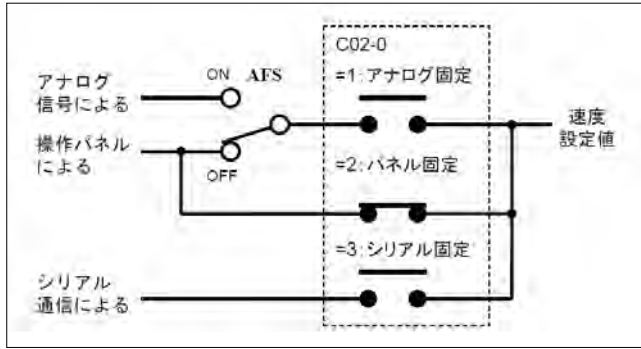 C02-0
ON AFS
=1:アナログ固定
アナログ
信号による
速度
設定値
操作パネル
による
OFF
=2:パネル固定
=3:シリアル固定
シリアル
通信による